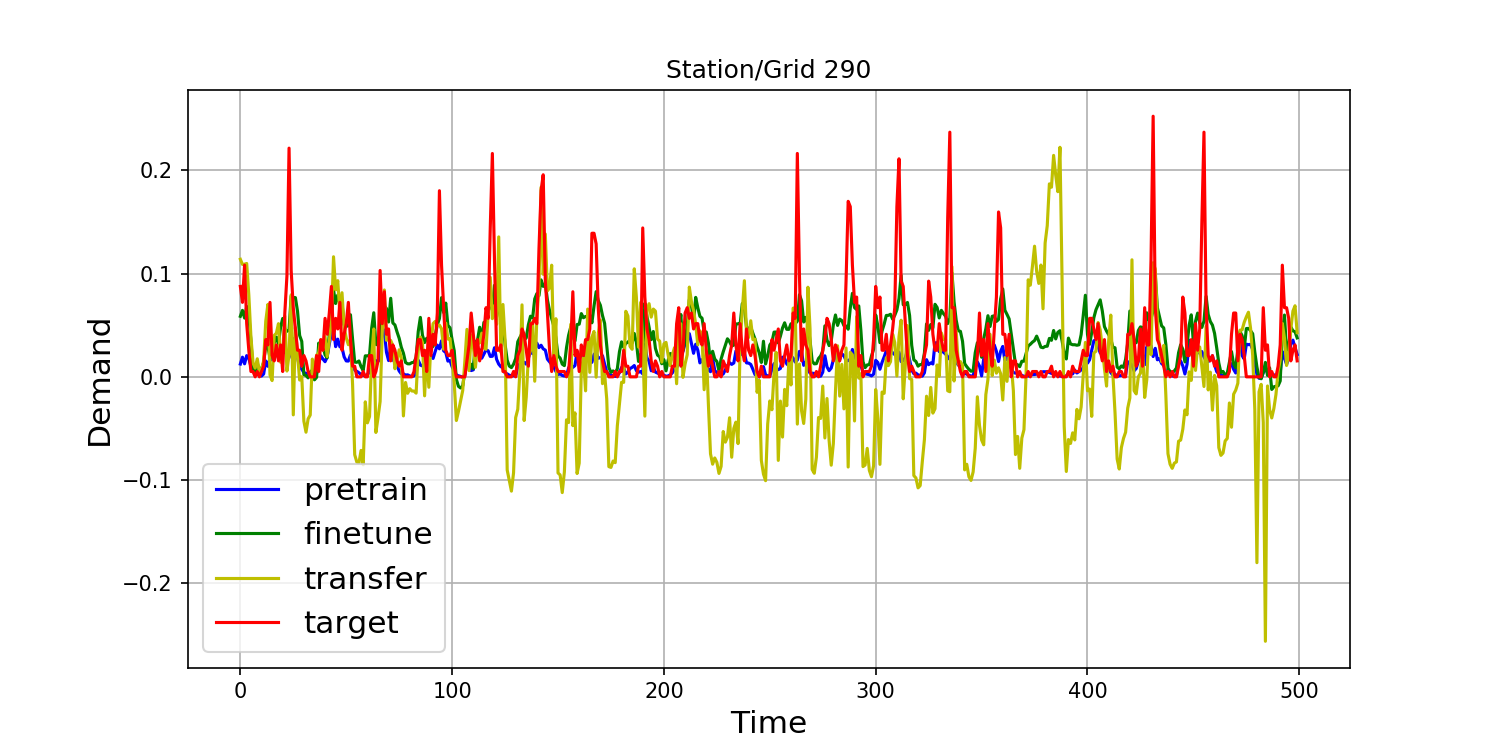 Station/Grid 290
Demand
0.2
0.1
0.0
−0.1
−0.2
pretrain
finetune
transfer
target
0 100 200 300 400 500
Time